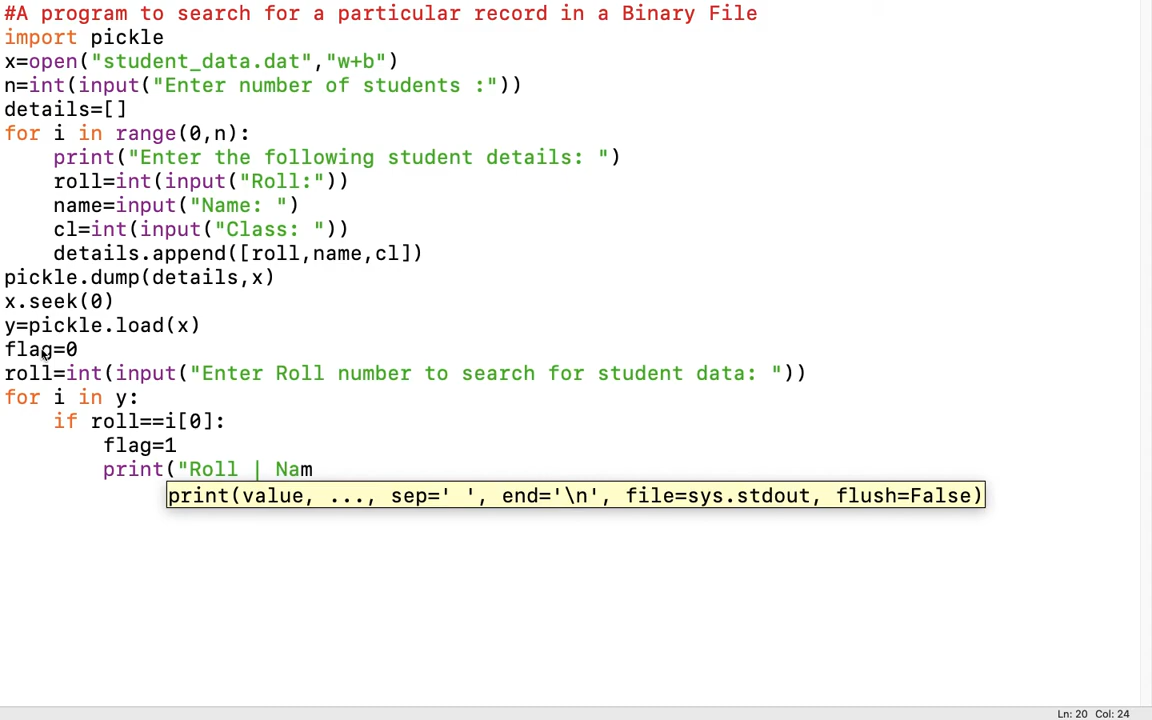 #A program to search for a particular record in a Binary File
import pickle
x=open("student_data.dat","w+b")
n=int(input("Enter number of students :"))
details=[]
for i in range(0,n):
    print("Enter the following student details: ")
    roll=int(input("Roll:"))
    name=input("Name: ")
    cl=int(input("Class: "))
    details.append([roll,name,cl])
pickle.dump(details,x)
x.seek(0)
y=pickle.load(x)
flag=0
roll=int(input("Enter Roll number to search for student data: "))
for i in y:
    if roll==i[0]:
        flag=1
        print("Roll | Nam
print(value, ..., sep=' ', end='\n', file=sys.stdout, flush=False)
Ln: 20 Col: 24